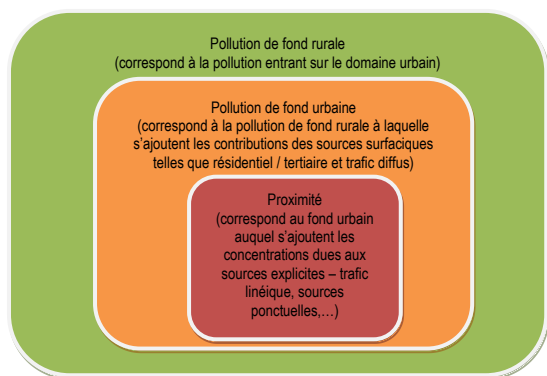 Pollution de fond rurale
(correspond à la pollution entrant sur le domaine urbain)
Pollution de fond urbaine
(correspond à la pollution de fond rurale à laquelle
s'ajoutent les contributions des sources surfaciques
telles que résidentiel / tertiaire et trafic diffus)
Proximité
(correspond au fond urbain
auquel s'ajoutent les
concentrations dues aux
sources explicites – trafic
linéique, sources
ponctuelles,…)